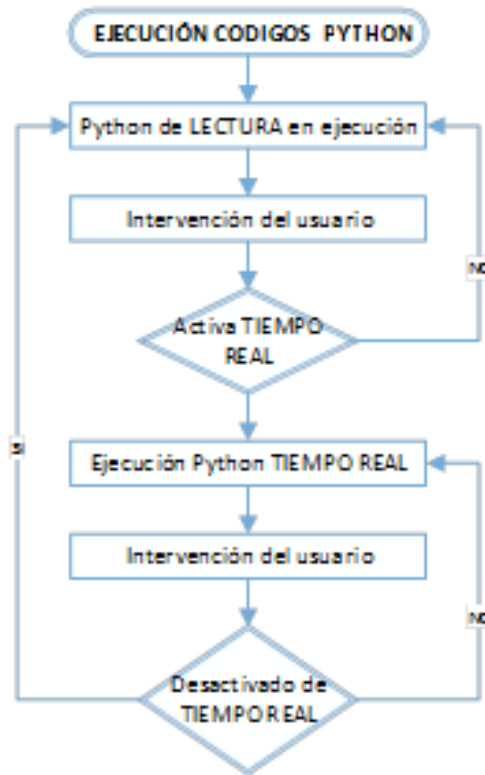 EJECUCIÓN CODIGOS PYTHON
Python de LECTURA en ejecución
Intervención del usuario
NO
Activa TIEMPO
REAL
SI
Ejecución Python TIEMPO REAL
Intervención del usuario
NO
Desactivado de
TIEMPO REAL